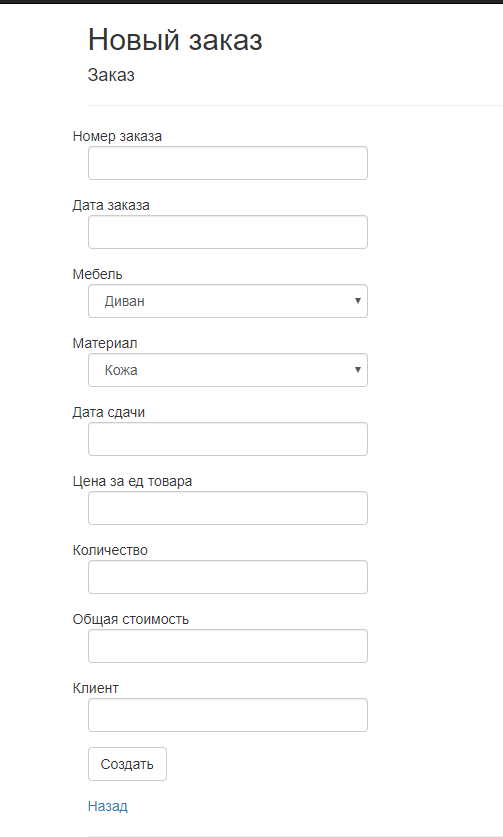 Новый заказ
Заказ
Номер заказа
Дата заказа
Мебель
Диван
Материал
Кожа
Дата сдачи
Цена за ед товара
Количество
Общая стоимость
Клиент
Создать
Назад